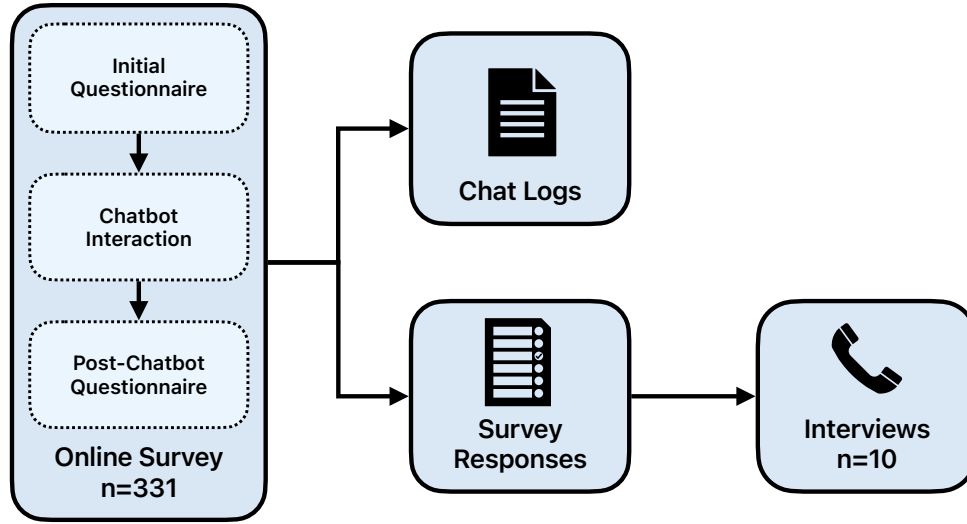 Initial
Questionnaire
Chatbot
Interaction
Post-Chatbot
Questionnaire
Online Survey
n=331
Chat Logs
Survey
Responses
Interviews
n=10